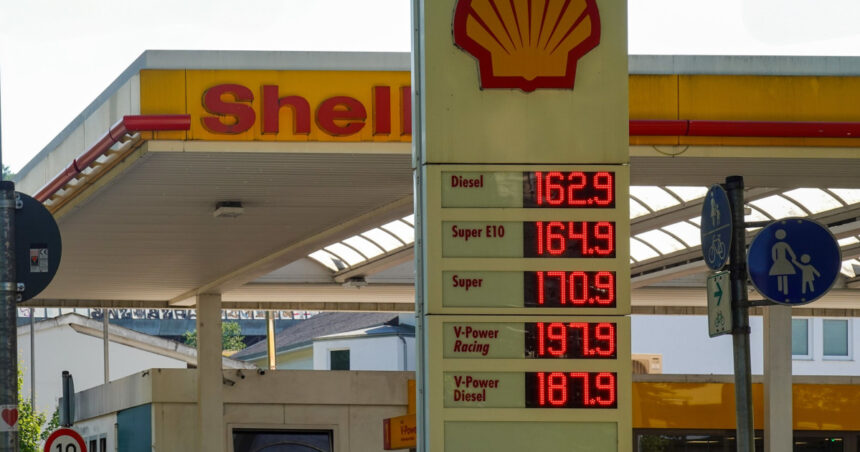 Shell
Diesel 162.9
Super E10 164.9
Super 170.9
V-Power
Racing 197.9
V-Power
Diesel 187.9
10